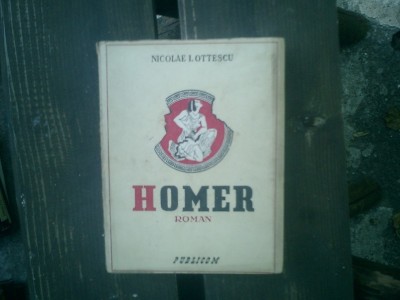 NICOLAE I. OTTESCU
HOMER
ROMAN
PUBLICOM